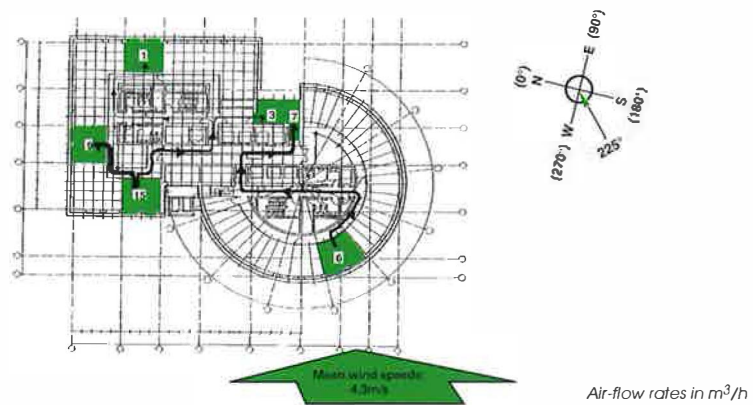 1
3 7
9
15
6
(0°) N
E (90°)
S (180°)
(270°) W
225°
Mean wind speeds:
4,3m/s
Air-flow rates in m³/h